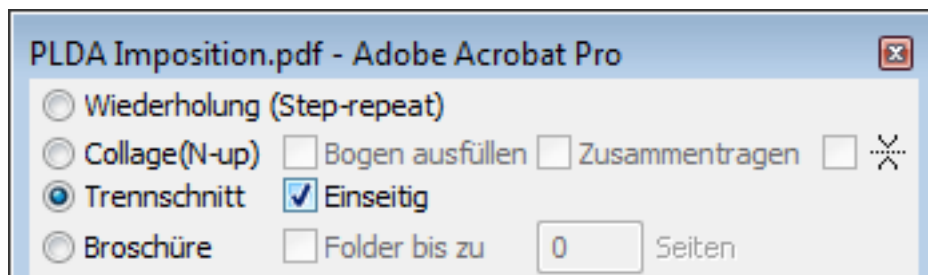 PLDA Imposition.pdf - Adobe Acrobat Pro
Wiederholung (Step-repeat)
Collage(N-up) Bogen ausfüllen Zusammentragen
Trennschnitt Einseitig
Broschüre Folder bis zu 0 Seiten